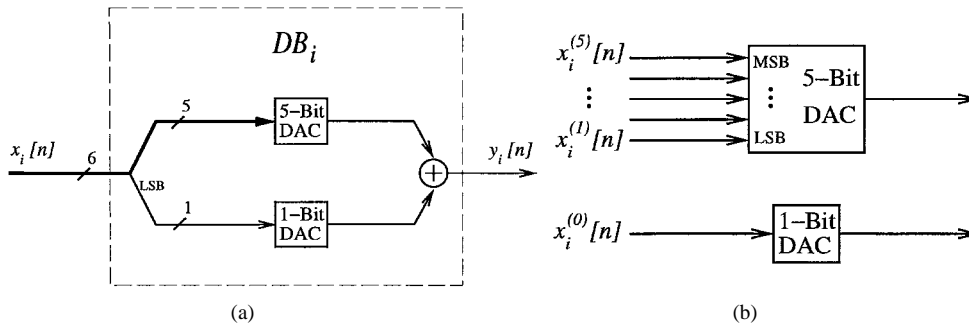 DB_i
x_i [n]
6
5
5–Bit
DAC
LSB
1
1–Bit
DAC
+
y_i [n]
(a)
x_i^(5)[n]
⋮
x_i^(1)[n]
MSB
⋮
LSB
5–Bit
DAC
x_i^(0)[n]
1–Bit
DAC
(b)